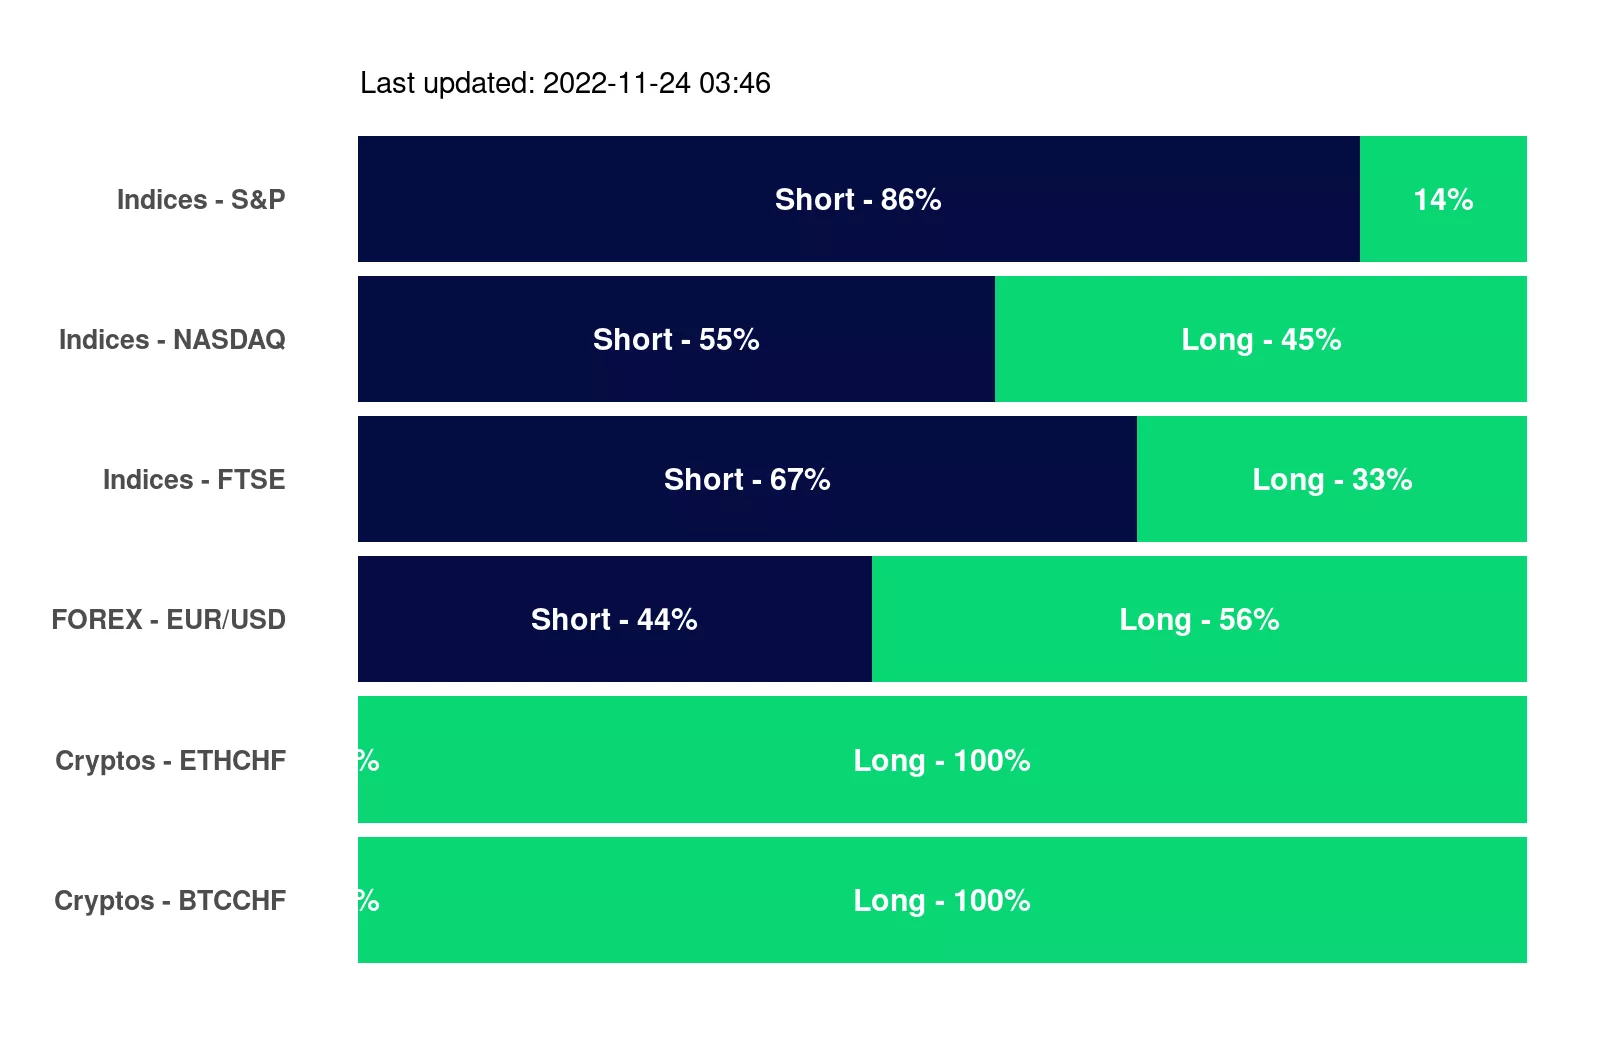 Last updated: 2022-11-24 03:46
Indices - S&P
Short - 86%
14%
Indices - NASDAQ
Short - 55%
Long - 45%
Indices - FTSE
Short - 67%
Long - 33%
FOREX - EUR/USD
Short - 44%
Long - 56%
Cryptos - ETHCHF
%
Long - 100%
Cryptos - BTCCHF
%
Long - 100%